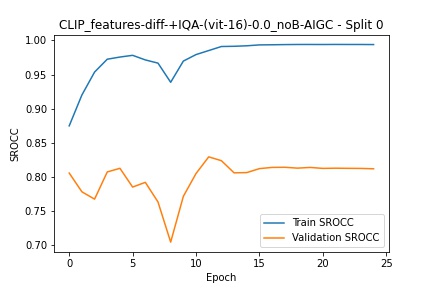 CLIP_features-diff-+IQA-(vit-16)-0.0_noB-AIGC - Split 0
1.00
0.95
0.90
0.85
0.80
0.75
0.70
SROCC
Train SROCC
Validation SROCC
0 5 10 15 20 25
Epoch